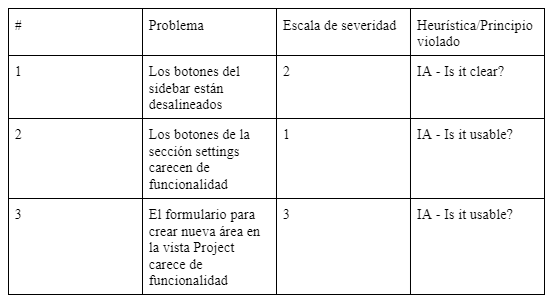 # Problema Escala de severidad Heurística/Principio
violado
1 Los botones del 2 IA - Is it clear?
sidebar están
desalineados
2 Los botones de la 1 IA - Is it usable?
sección settings
carecen de
funcionalidad
3 El formulario para 3 IA - Is it usable?
crear nueva área en
la vista Project
carece de
funcionalidad